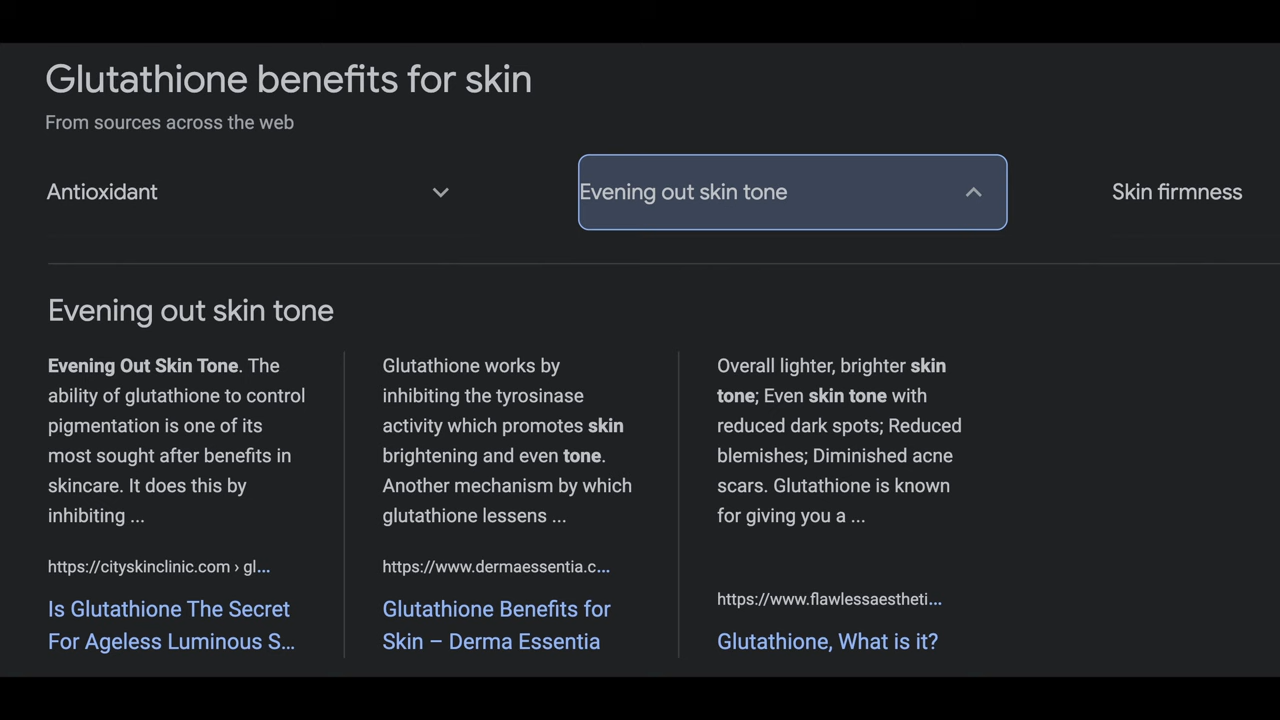 Glutathione benefits for skin
From sources across the web
Antioxidant
Evening out skin tone
Skin firmness
Evening out skin tone
Evening Out Skin Tone. The
ability of glutathione to control
pigmentation is one of its
most sought after benefits in
skincare. It does this by
inhibiting ...
https://cityskinclinic.com › gl...
Is Glutathione The Secret
For Ageless Luminous S...
Glutathione works by
inhibiting the tyrosinase
activity which promotes skin
brightening and even tone.
Another mechanism by which
glutathione lessens ...
https://www.dermaessentia.c...
Glutathione Benefits for
Skin – Derma Essentia
Overall lighter, brighter skin
tone; Even skin tone with
reduced dark spots; Reduced
blemishes; Diminished acne
scars. Glutathione is known
for giving you a ...
https://www.flawlessaestheti...
Glutathione, What is it?